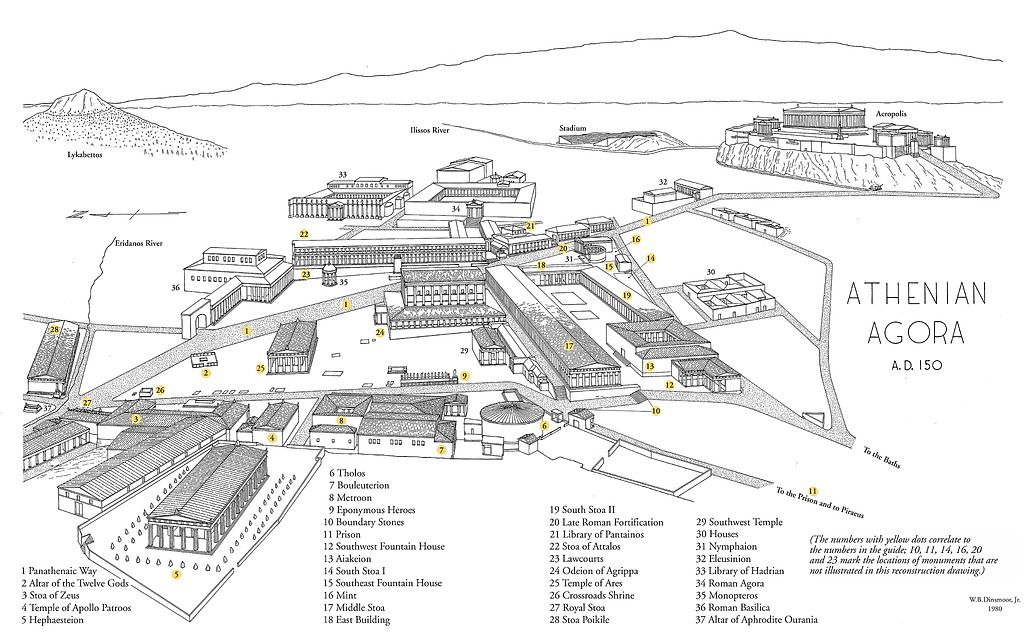 Ilissos River
Stadium
Acropolis
Lykabettos
33
32
34
21
1
22
20
16
31
Eridanos River
14
18
15
23
35
30
36
19
ATHENIAN
AGORA
A.D. 150
1
1
24
28
17
29
25
13
2
9
12
26
27
10
37
3
8
6
4
7
To the Baths
11
To the Prison and to Piraeus
5
1 Panathenaic Way
2 Altar of the Twelve Gods
3 Stoa of Zeus
4 Temple of Apollo Patroos
5 Hephaesteion
6 Tholos
7 Bouleuterion
8 Metroon
9 Eponymous Heroes
10 Boundary Stones
11 Prison
12 Southwest Fountain House
13 Aiakeion
14 South Stoa I
15 Southeast Fountain House
16 Mint
17 Middle Stoa
18 East Building
19 South Stoa II
20 Late Roman Fortification
21 Library of Pantainos
22 Stoa of Attalos
23 Lawcourts
24 Odeion of Agrippa
25 Temple of Ares
26 Crossroads Shrine
27 Royal Stoa
28 Stoa Poikile
29 Southwest Temple
30 Houses
31 Nymphaion
32 Eleusinion
33 Library of Hadrian
34 Roman Agora
35 Monopteros
36 Roman Basilica
37 Altar of Aphrodite Ourania
(The numbers with yellow dots correlate to
the numbers in the guide; 10, 11, 14, 16, 20
and 23 mark the locations of monuments that are
not illustrated in this reconstruction drawing.)
W.B. Dinsmoor, Jr.
1980